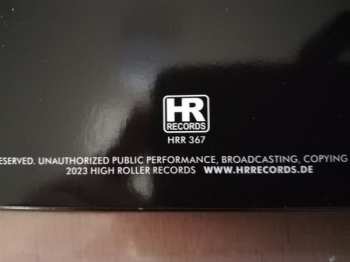 HR
RECORDS
HRR 367
ESERVED. UNAUTHORIZED PUBLIC PERFORMANCE, BROADCASTING, COPYING
2023 HIGH ROLLER RECORDS WWW.HRRECORDS.DE